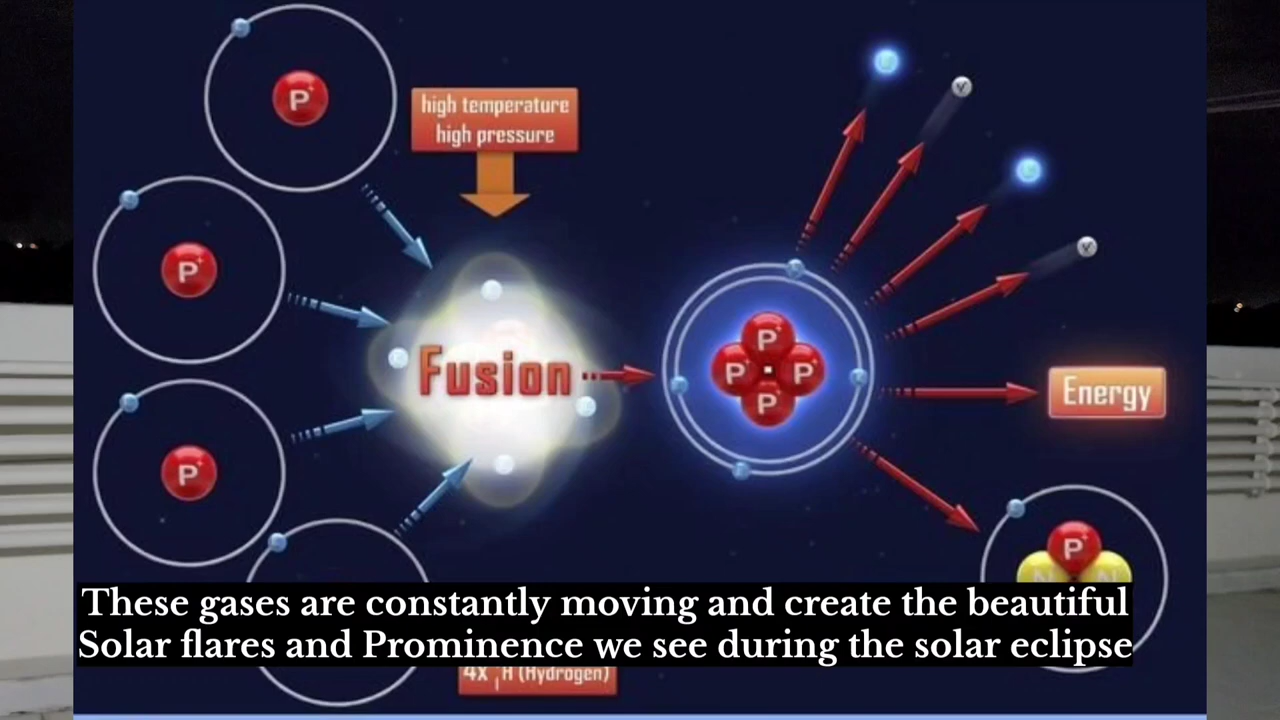 P+
high temperature
high pressure
P+
Fusion
P+
P+
P+
P+
P+
Energy
P+
These gases are constantly moving and create the beautiful
Solar flares and Prominence we see during the solar eclipse
4X ₁H (Hydrogen)